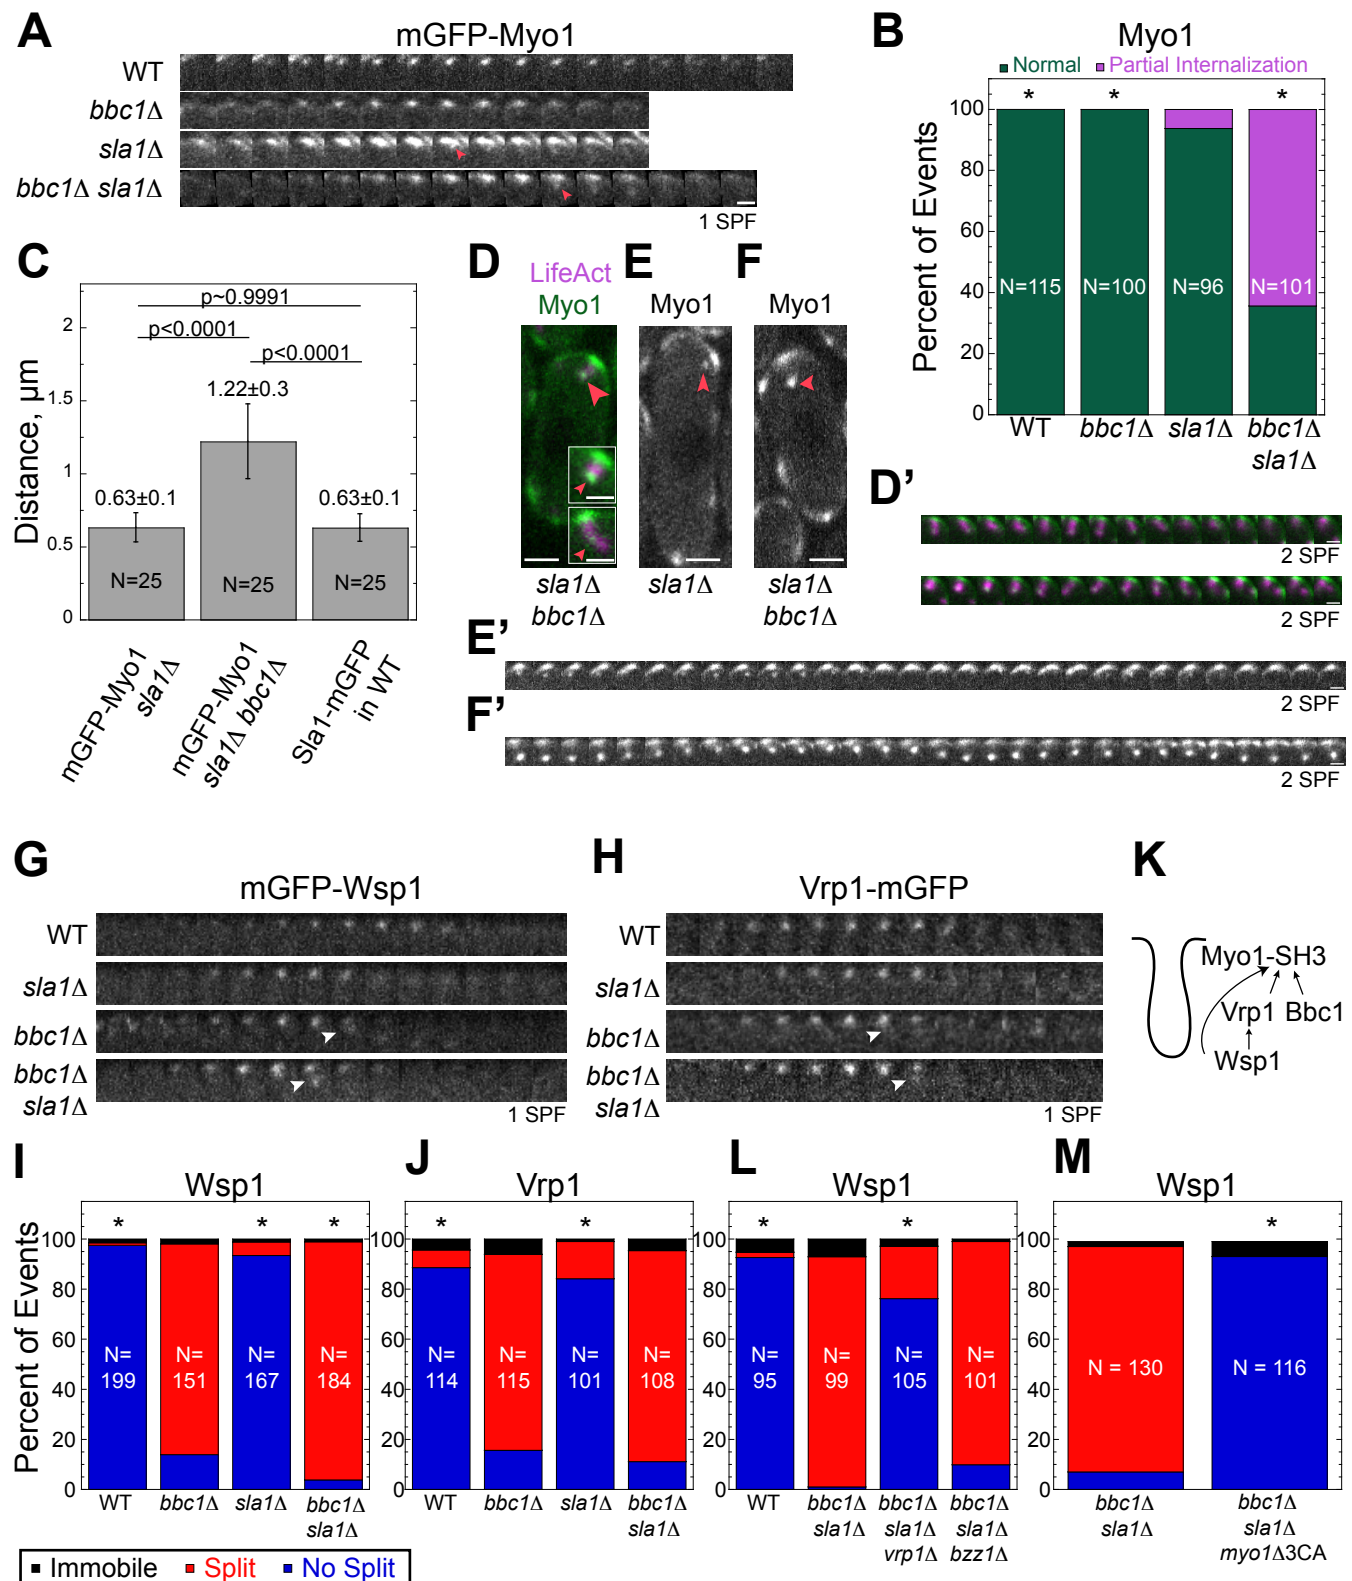 A
mGFP-Myo1
WT
bbc1Δ
sla1Δ
bbc1Δ sla1Δ
1 SPF
B
Myo1
Normal Partial Internalization
* * *
Percent of Events
100
80
60
40
20
0
N=115 N=100 N=96 N=101
WT bbc1Δ sla1Δ bbc1Δ
sla1Δ
C
Distance, µm
2
1.5
1
0.5
0
p~0.9991
p<0.0001
p<0.0001
1.22±0.3
0.63±0.1 0.63±0.1
N=25 N=25 N=25
mGFP-Myo1
sla1Δ
mGFP-Myo1
sla1Δ bbc1Δ
Sla1-mGFP
in WT
D
LifeAct
Myo1
sla1Δ
bbc1Δ
E
Myo1
sla1Δ
F
Myo1
sla1Δ
bbc1Δ
D'
2 SPF
2 SPF
E'
2 SPF
F'
2 SPF
G
mGFP-Wsp1
WT
sla1Δ
bbc1Δ
bbc1Δ
sla1Δ
1 SPF
H
Vrp1-mGFP
WT
sla1Δ
bbc1Δ
bbc1Δ
sla1Δ
1 SPF
K
Myo1-SH3
Vrp1 Bbc1
Wsp1
I
Wsp1
* * *
Percent of Events
100
80
60
40
20
0
N= N= N= N=
199 151 167 184
WT bbc1Δ sla1Δ bbc1Δ
sla1Δ
J
Vrp1
* *
100
80
60
40
20
0
N= N= N= N=
114 115 101 108
WT bbc1Δ sla1Δ bbc1Δ
sla1Δ
L
Wsp1
* *
100
80
60
40
20
0
N= N= N= N=
95 99 105 101
WT bbc1Δ bbc1Δ bbc1Δ
sla1Δ sla1Δ sla1Δ
vrp1Δ bzz1Δ
M
Wsp1
*
100
80
60
40
20
0
N = 130 N = 116
bbc1Δ bbc1Δ
sla1Δ sla1Δ
myo1Δ3CA
Immobile Split No Split